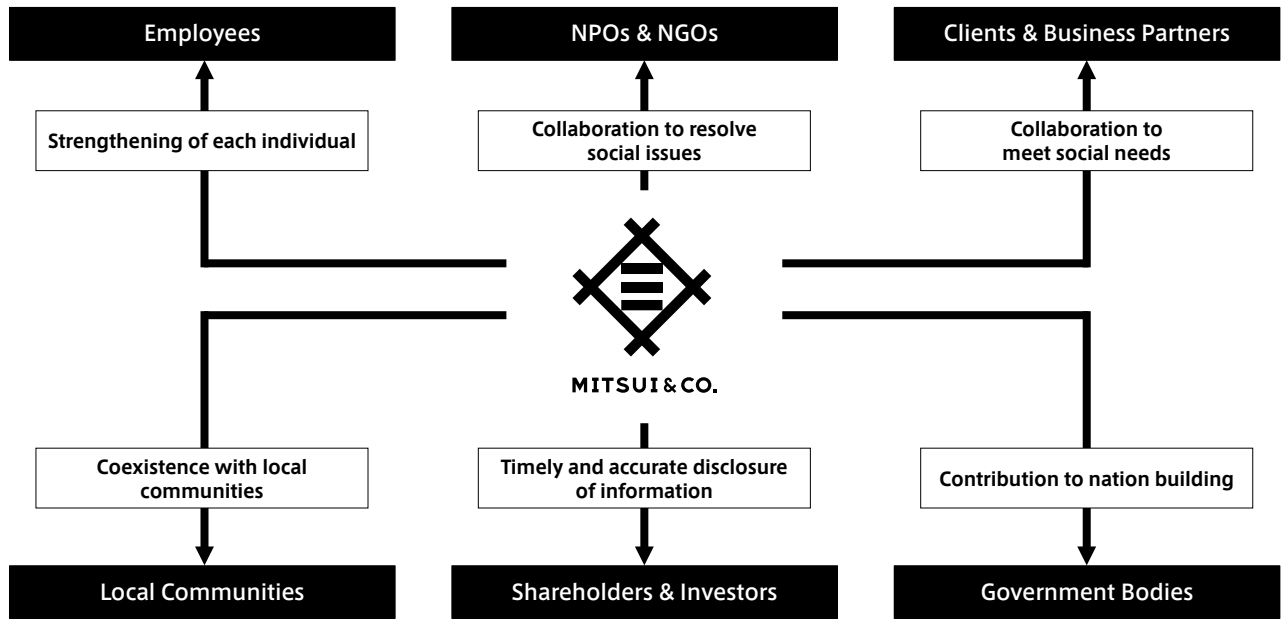 Employees
NPOs & NGOs
Clients & Business Partners
Strengthening of each individual
Collaboration to resolve
social issues
Collaboration to
meet social needs
MITSUI & CO.
Coexistence with local
communities
Timely and accurate disclosure
of information
Contribution to nation building
Local Communities
Shareholders & Investors
Government Bodies